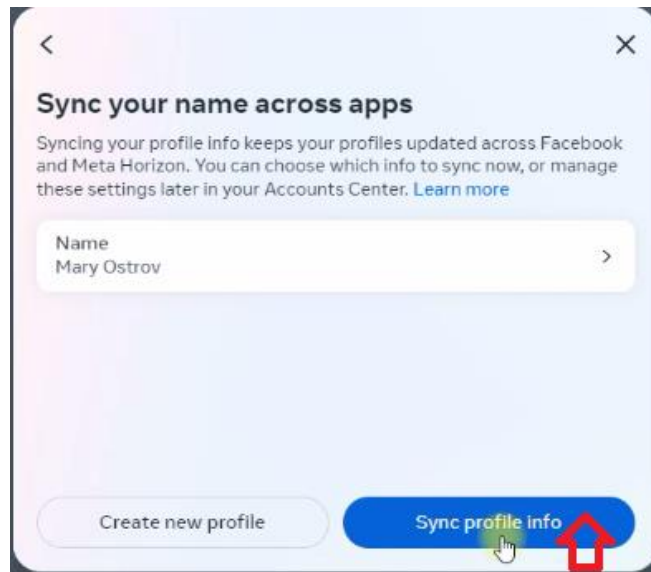 Sync your name across apps
Syncing your profile info keeps your profiles updated across Facebook
and Meta Horizon. You can choose which info to sync now, or manage
these settings later in your Accounts Center. Learn more
Name
Mary Ostrov
Create new profile
Sync profile info